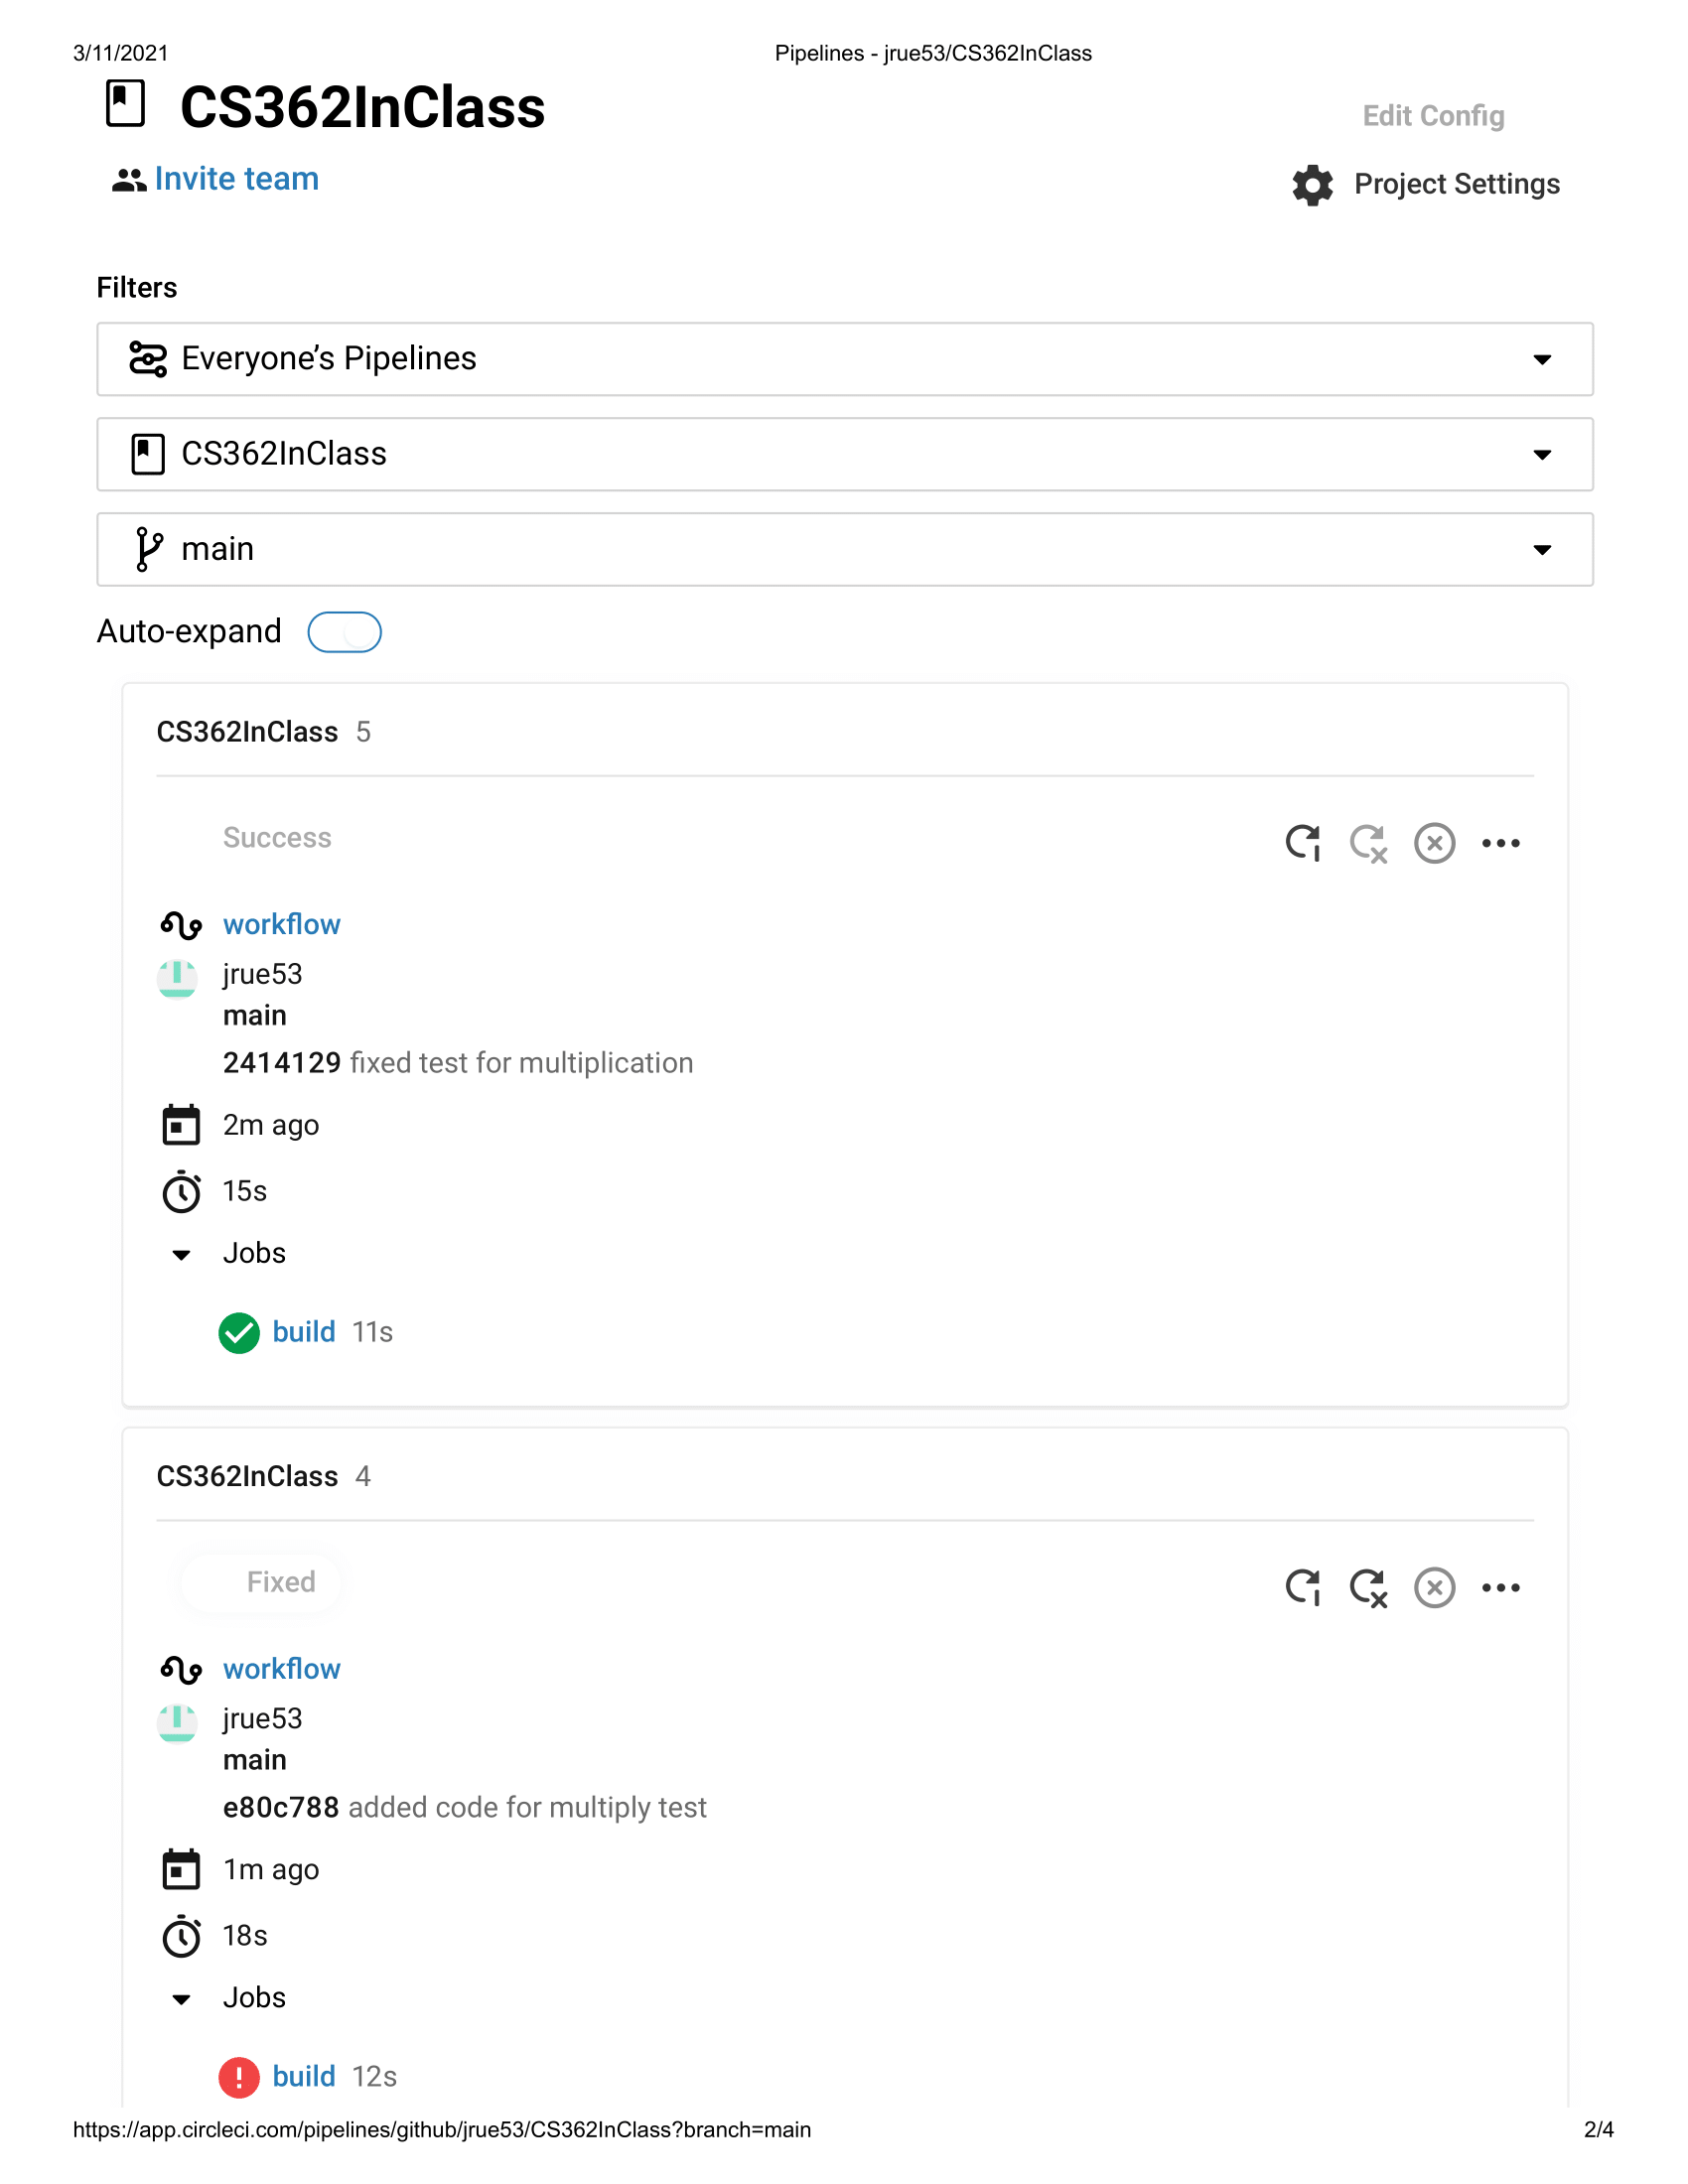 3/11/2021 Pipelines - jrue53/CS362InClass
CS362InClass
Edit Config
Invite team
Project Settings
Filters
Everyone’s Pipelines
CS362InClass
main
Auto-expand
CS362InClass 5
Success
workflow
jrue53
main
2414129 fixed test for multiplication
2m ago
15s
Jobs
build 11s
CS362InClass 4
Fixed
workflow
jrue53
main
e80c788 added code for multiply test
1m ago
18s
Jobs
build 12s
https://app.circleci.com/pipelines/github/jrue53/CS362InClass?branch=main 2/4